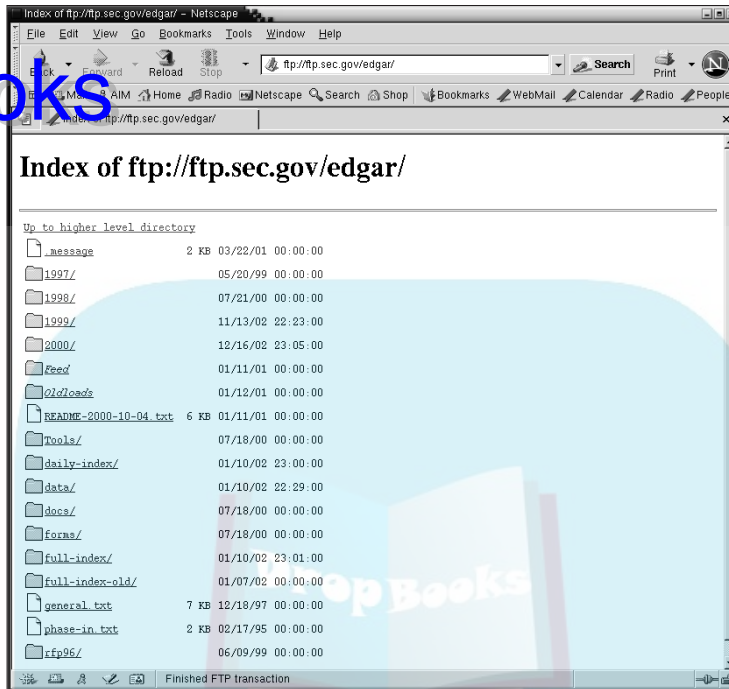 Index of ftp://ftp.sec.gov/edgar/ – Netscape
File Edit View Go Bookmarks Tools Window Help
Back Forward Reload Stop ftp://ftp.sec.gov/edgar/ Search Print
oks
Mail AIM Home Radio Netscape Search Shop Bookmarks WebMail Calendar Radio People
Index of ftp://ftp.sec.gov/edgar/
Index of ftp://ftp.sec.gov/edgar/
Up to higher level directory
.message 2 KB 03/22/01 00:00:00
1997/ 05/20/99 00:00:00
1998/ 07/21/00 00:00:00
1999/ 11/13/02 22:23:00
2000/ 12/16/02 23:05:00
Feed 01/11/01 00:00:00
Oldloads 01/12/01 00:00:00
README-2000-10-04.txt 6 KB 01/11/01 00:00:00
Tools/ 07/18/00 00:00:00
daily-index/ 01/10/02 23:00:00
data/ 01/10/02 22:29:00
docs/ 07/18/00 00:00:00
forms/ 07/18/00 00:00:00
full-index/ 01/10/02 23:01:00
full-index-old/ 01/07/02 00:00:00
DropBooks
general.txt 7 KB 12/18/97 00:00:00
phase-in.txt 2 KB 02/17/95 00:00:00
rfp96/ 06/09/99 00:00:00
Finished FTP transaction